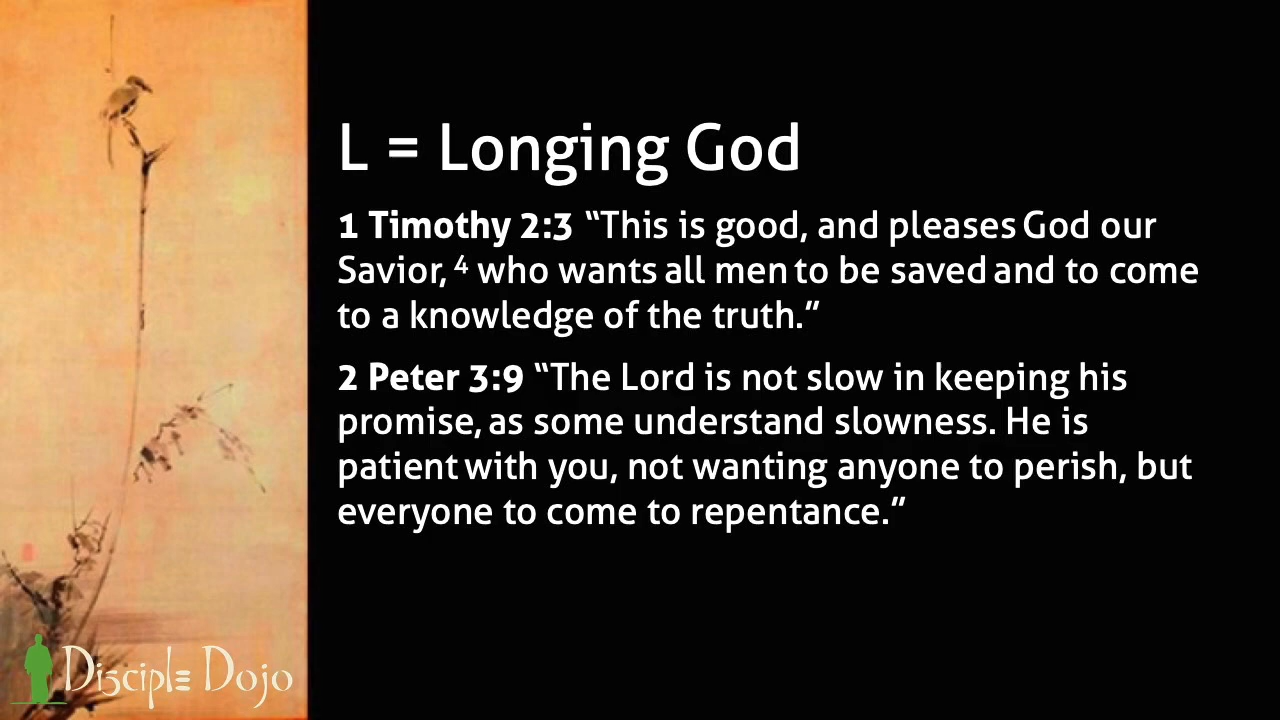 L = Longing God
1 Timothy 2:3 “This is good, and pleases God our
Savior, ⁴ who wants all men to be saved and to come
to a knowledge of the truth.”
2 Peter 3:9 “The Lord is not slow in keeping his
promise, as some understand slowness. He is
patient with you, not wanting anyone to perish, but
everyone to come to repentance.”
Disciple Dojo